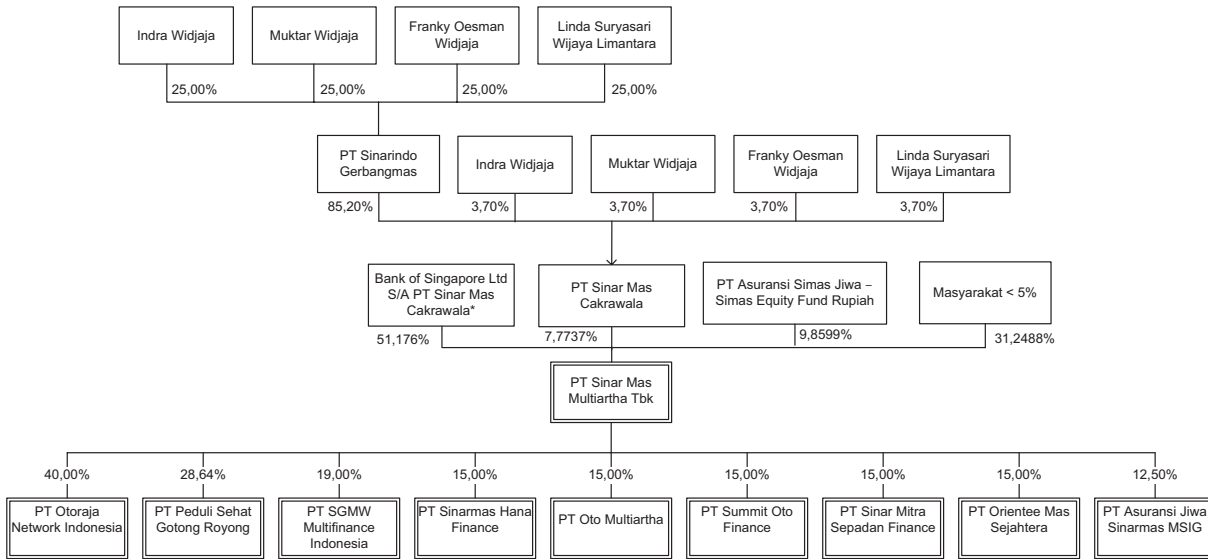 Indra Widjaja
Muktar Widjaja
Franky Oesman
Widjaja
Linda Suryasari
Wijaya Limantara
25,00%
25,00%
25,00%
25,00%
PT Sinarindo
Gerbangmas
Indra Widjaja
Muktar Widjaja
Franky Oesman
Widjaja
Linda Suryasari
Wijaya Limantara
85,20%
3,70%
3,70%
3,70%
3,70%
Bank of Singapore Ltd
S/A PT Sinar Mas
Cakrawala*
PT Sinar Mas
Cakrawala
PT Asuransi Simas Jiwa –
Simas Equity Fund Rupiah
Masyarakat < 5%
51,176%
7,7737%
9,8599%
31,2488%
PT Sinar Mas
Multiartha Tbk
40,00%
28,64%
19,00%
15,00%
15,00%
15,00%
15,00%
15,00%
12,50%
PT Otoraja
Network Indonesia
PT Peduli Sehat
Gotong Royong
PT SGMW
Multifinance
Indonesia
PT Sinarmas Hana
Finance
PT Oto Multiartha
PT Summit Oto
Finance
PT Sinar Mitra
Sepadan Finance
PT Orientee Mas
Sejahtera
PT Asuransi Jiwa
Sinarmas MSIG